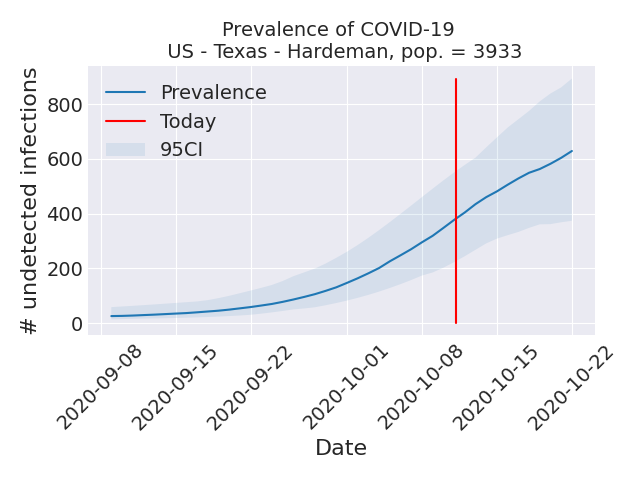 Prevalence of COVID-19
US - Texas - Hardeman, pop. = 3933
# undetected infections
800
600
400
200
0
Prevalence
Today
95CI
2020-09-08
2020-09-15
2020-09-22
2020-10-01
2020-10-08
2020-10-15
2020-10-22
Date